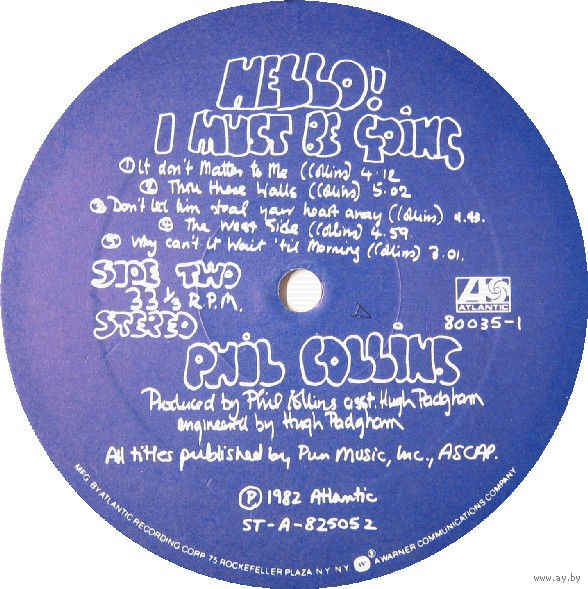 HELLO!
I MUST BE GOING
① It don't Matter to Me (Collins) 4.12
② Thru these Walls (Collins) 5.02
③ Don't let him steal your heart away (Collins) 4.43.
④ The West Side (Collins) 4.59
⑤ Why can't it Wait 'til Morning (Collins) 3.01.
SIDE TWO
33 1/3 R.P.M.
STEREO
ATLANTIC
80035-1
PHIL COLLINS
Produced by Phil Collins asst. Hugh Padgham
engineered by Hugh Padgham
All titles published by Pun Music, Inc., ASCAP.
Ⓟ 1982 Atlantic
ST-A-825052
MFG. BY ATLANTIC RECORDING CORP. 75 ROCKEFELLER PLAZA NY. NY. ® A WARNER COMMUNICATIONS COMPANY
www.ay.by